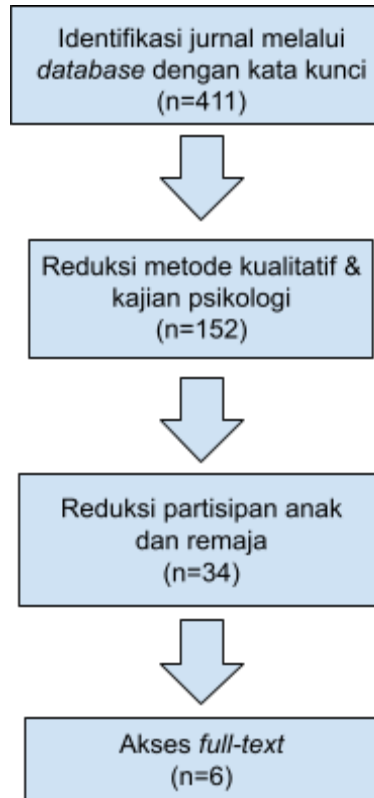 Identifikasi jurnal melalui
database dengan kata kunci
(n=411)
Reduksi metode kualitatif &
kajian psikologi
(n=152)
Reduksi partisipan anak
dan remaja
(n=34)
Akses full-text
(n=6)